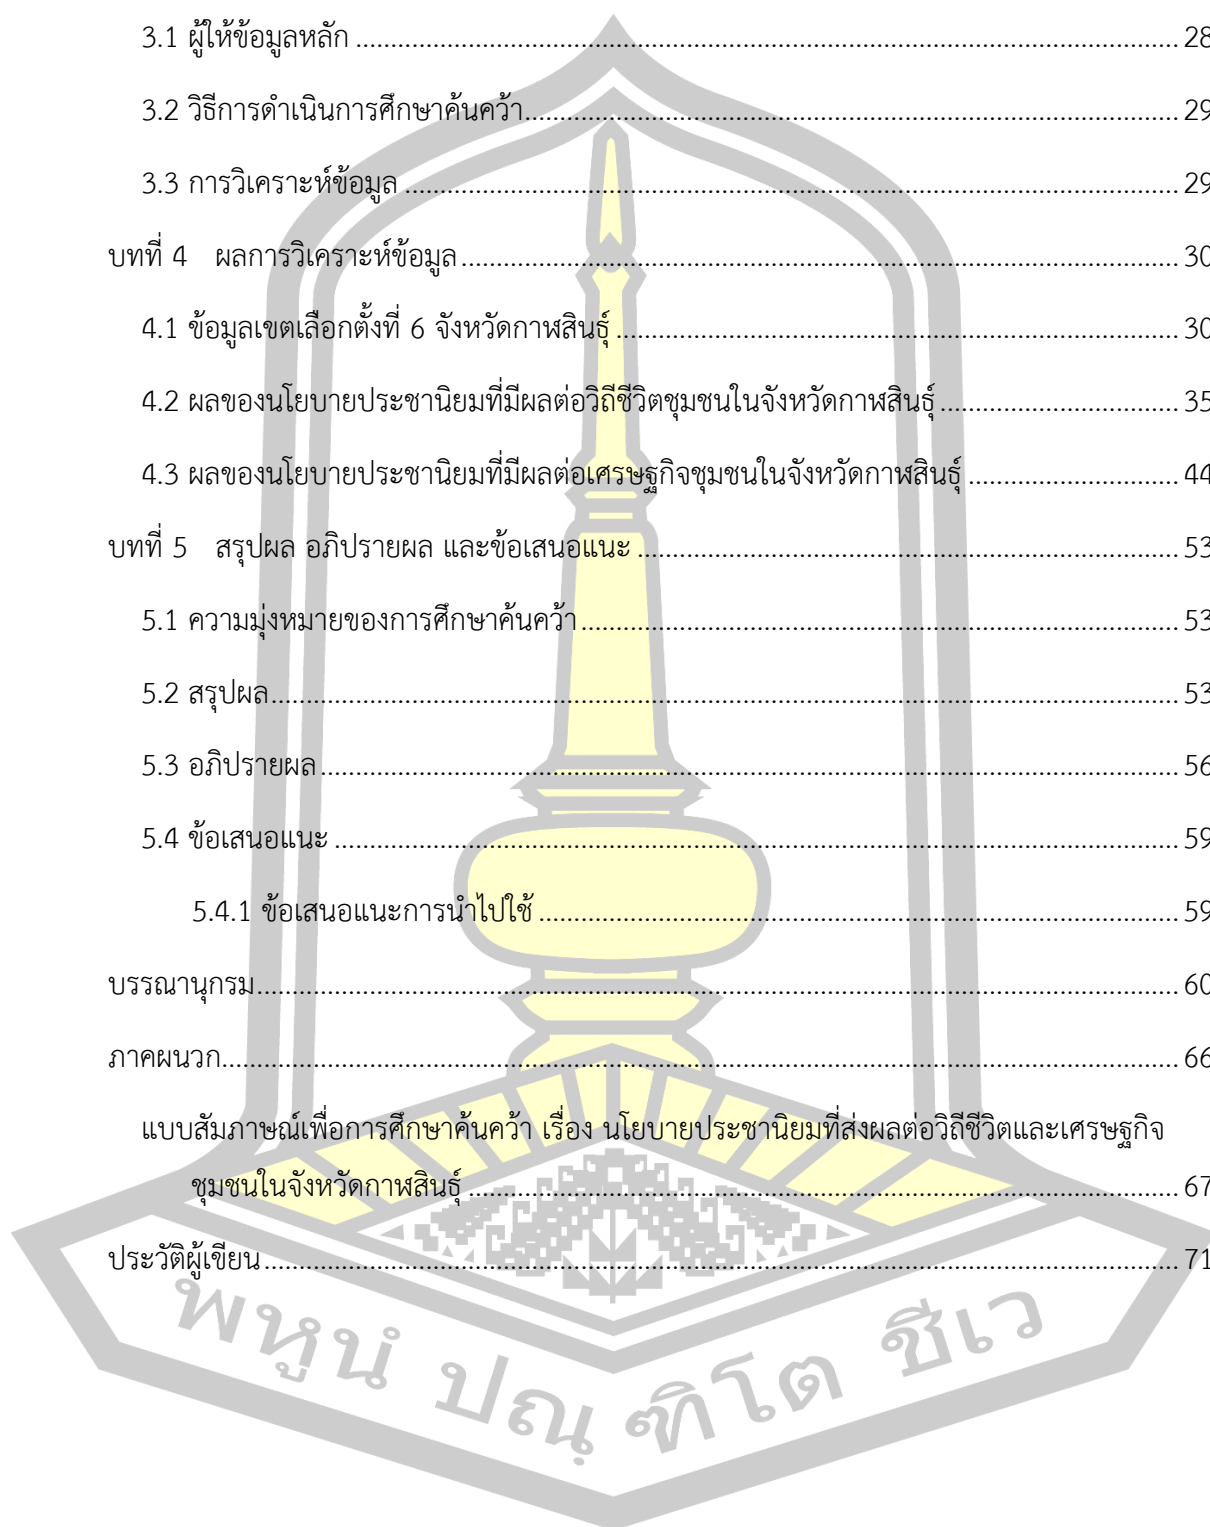 3.1 ผู้ให้ข้อมูลหลัก ........ 28
3.2 วิธีการดำเนินการศึกษาค้นคว้า ........ 29
3.3 การวิเคราะห์ข้อมูล ........ 29
บทที่ 4 ผลการวิเคราะห์ข้อมูล ........ 30
4.1 ข้อมูลเขตเลือกตั้งที่ 6 จังหวัดกาฬสินธุ์ ........ 30
4.2 ผลของนโยบายประชานิยมที่มีผลต่อวิถีชีวิตชุมชนในจังหวัดกาฬสินธุ์ ........ 35
4.3 ผลของนโยบายประชานิยมที่มีผลต่อเศรษฐกิจชุมชนในจังหวัดกาฬสินธุ์ ........ 44
บทที่ 5 สรุปผล อภิปรายผล และข้อเสนอแนะ ........ 53
5.1 ความมุ่งหมายของการศึกษาค้นคว้า ........ 53
5.2 สรุปผล ........ 53
5.3 อภิปรายผล ........ 56
5.4 ข้อเสนอแนะ ........ 59
5.4.1 ข้อเสนอแนะการนำไปใช้ ........ 59
บรรณานุกรม ........ 60
ภาคผนวก ........ 66
แบบสัมภาษณ์เพื่อการศึกษาค้นคว้า เรื่อง นโยบายประชานิยมที่ส่งผลต่อวิถีชีวิตและเศรษฐกิจ
ชุมชนในจังหวัดกาฬสินธุ์ ........ 67
ประวัติผู้เขียน ........ 71
พหูนํ ปณฺฑิโต ชีเว